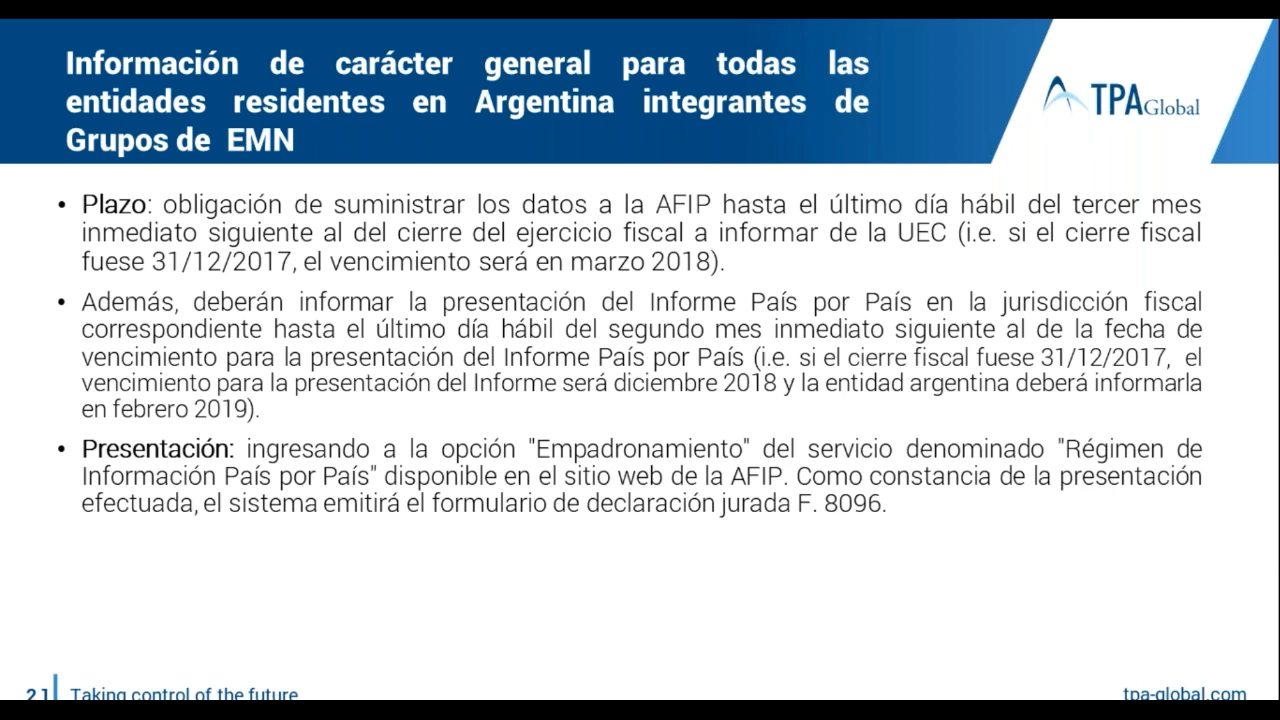 Información de carácter general para todas las
entidades residentes en Argentina integrantes de
Grupos de EMN
TPA Global
• Plazo: obligación de suministrar los datos a la AFIP hasta el último día hábil del tercer mes
inmediato siguiente al del cierre del ejercicio fiscal a informar de la UEC (i.e. si el cierre fiscal
fuese 31/12/2017, el vencimiento será en marzo 2018).
• Además, deberán informar la presentación del Informe País por País en la jurisdicción fiscal
correspondiente hasta el último día hábil del segundo mes inmediato siguiente al de la fecha de
vencimiento para la presentación del Informe País por País (i.e. si el cierre fiscal fuese 31/12/2017, el
vencimiento para la presentación del Informe será diciembre 2018 y la entidad argentina deberá informarla
en febrero 2019).
• Presentación: ingresando a la opción "Empadronamiento" del servicio denominado "Régimen de
Información País por País" disponible en el sitio web de la AFIP. Como constancia de la presentación
efectuada, el sistema emitirá el formulario de declaración jurada F. 8096.
21 Taking control of the future
tpa-global.com